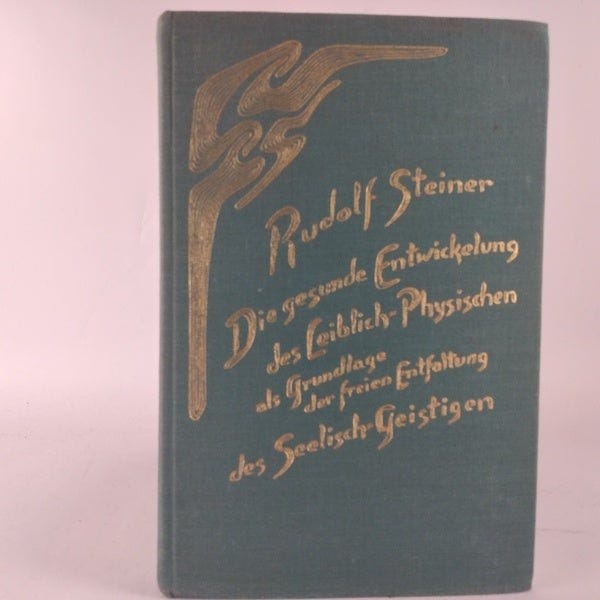 Rudolf Steiner
Die gesunde Entwickelung
des Leiblich-Physischen
als Grundlage
der freien Entfaltung
des Seelisch-Geistigen